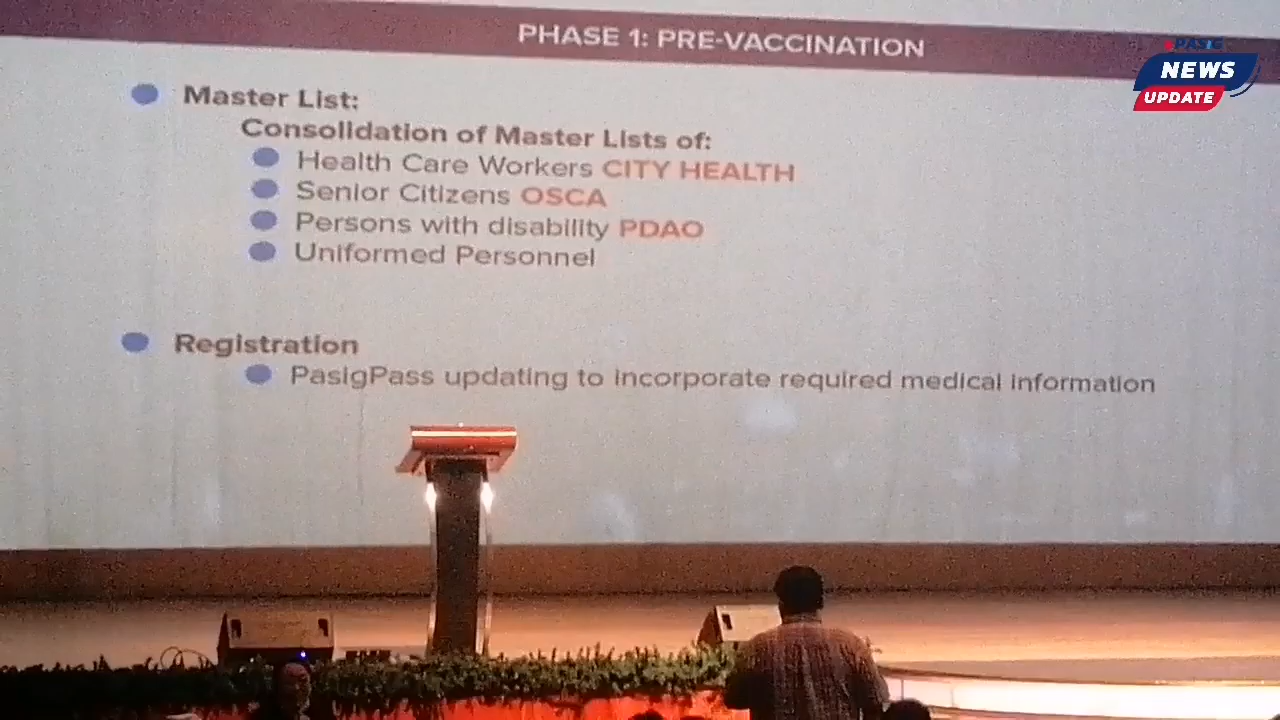 PHASE 1: PRE-VACCINATION
PASIG
NEWS
UPDATE
Master List:
Consolidation of Master Lists of:
Health Care Workers CITY HEALTH
Senior Citizens OSCA
Persons with disability PDAO
Uniformed Personnel
Registration
PasigPass updating to incorporate required medical information